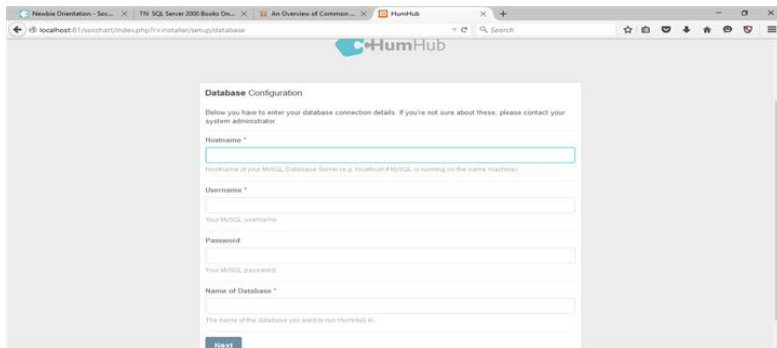 Newbie Orientation - Soc...
TN SQL Server 2000 Books On...
An Overview of Common ...
HumHub
localhost:81/socchatt/index.php?r=installer/setup/database
Search
HumHub
Database Configuration
Below you have to enter your database connection details. If you're not sure about these, please contact your
system administrator.
Hostname *
Hostname of your MySQL Database Server (e.g. localhost if MySQL is running on the same machine)
Username *
Your MySQL username
Password
Your MySQL password
Name of Database *
The name of the database you want to run HumHub in.
Next